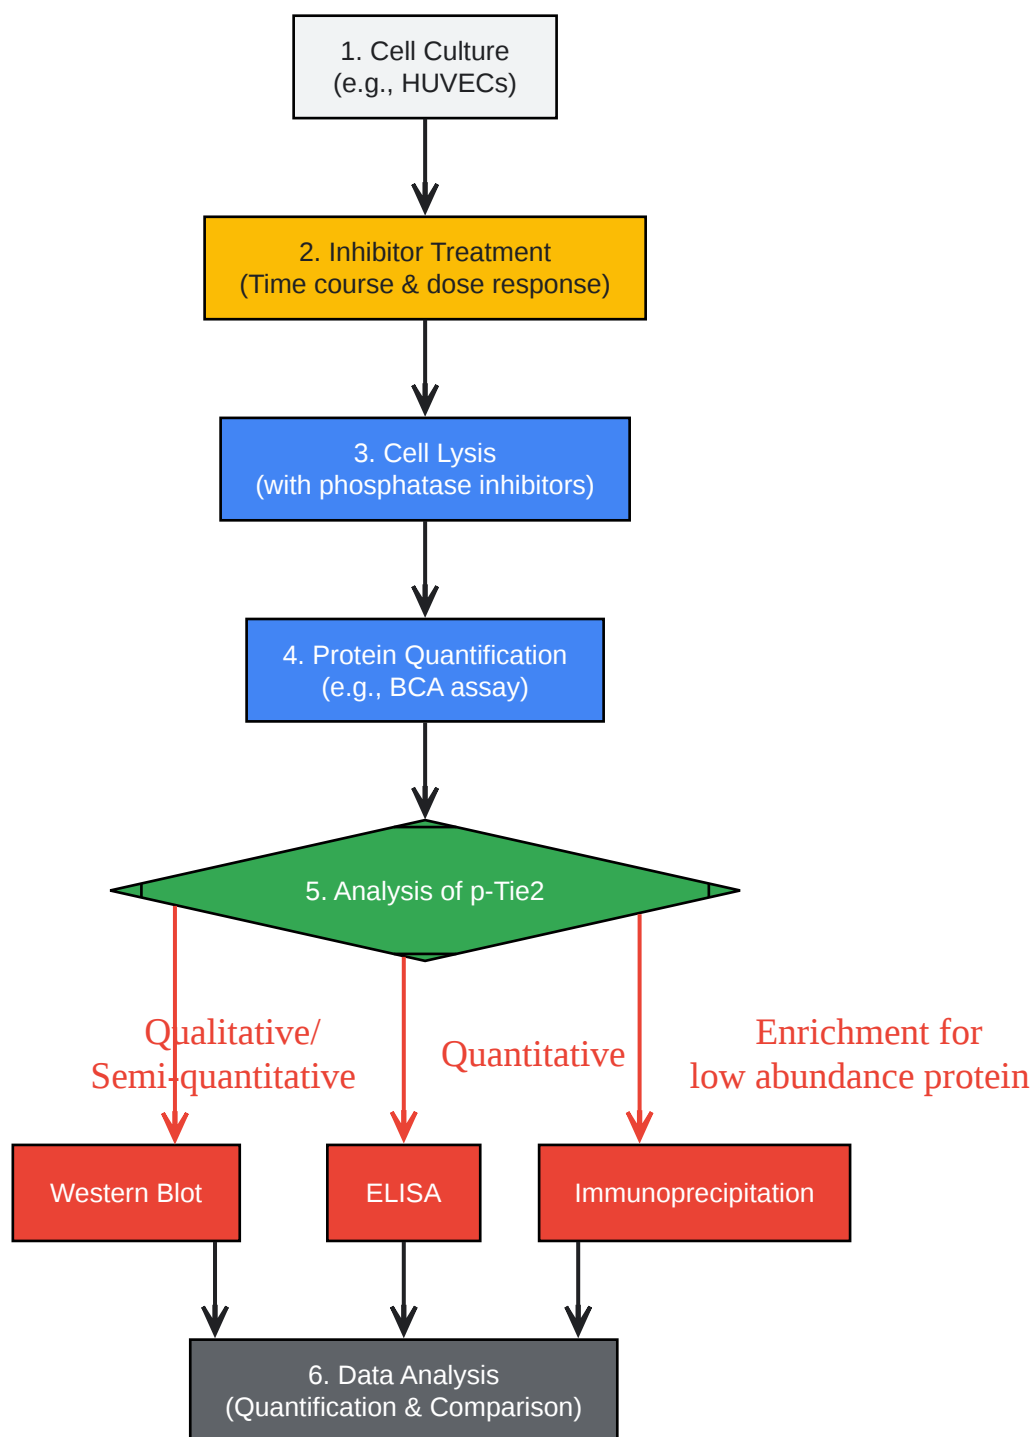 1. Cell Culture
(e.g., HUVECs)
2. Inhibitor Treatment
(Time course & dose response)
3. Cell Lysis
(with phosphatase inhibitors)
4. Protein Quantification
(e.g., BCA assay)
5. Analysis of p-Tie2
Qualitative/
Semi-quantitative
Quantitative
Enrichment for
low abundance protein
Western Blot
ELISA
Immunoprecipitation
6. Data Analysis
(Quantification & Comparison)